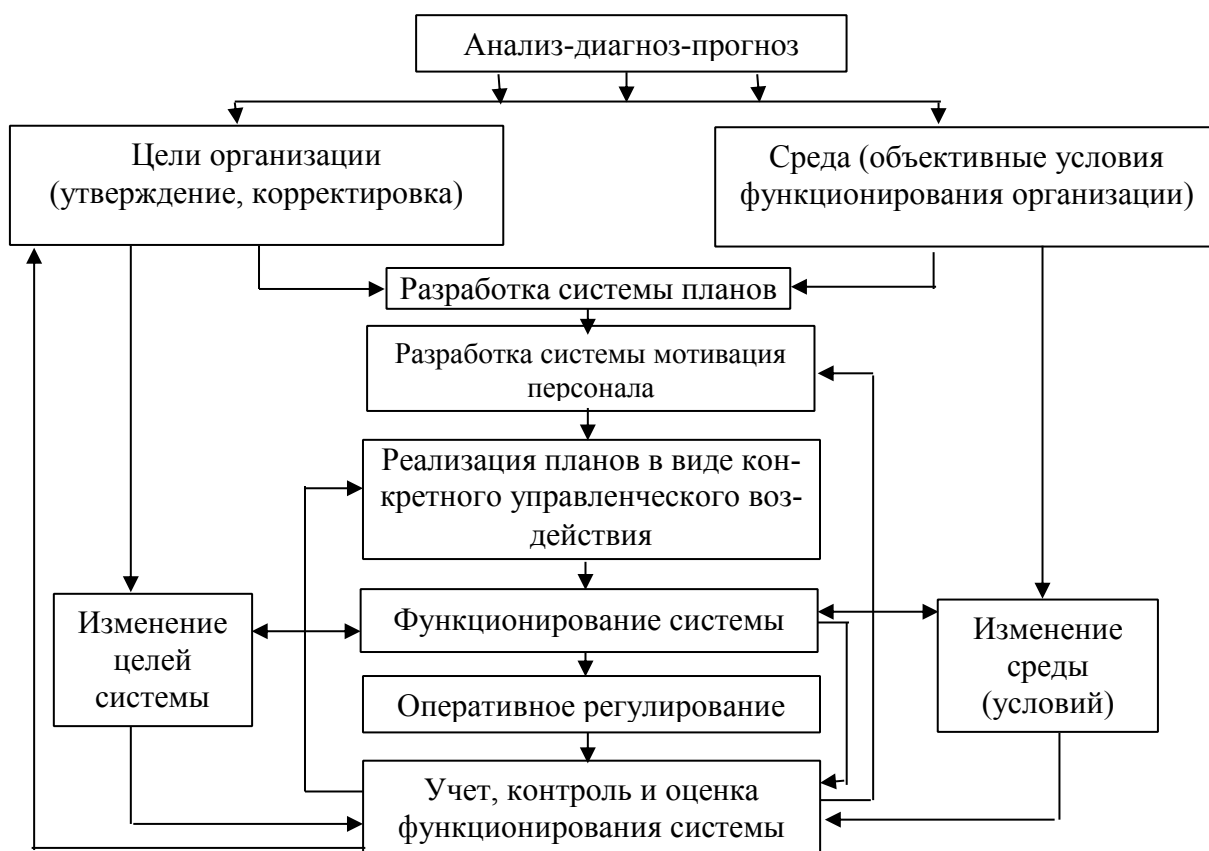 Анализ-диагноз-прогноз
Цели организации
(утверждение, корректировка)
Среда (объективные условия
функционирования организации)
Разработка системы планов
Разработка системы мотивация
персонала
Реализация планов в виде кон-
кретного управленческого воз-
действия
Функционирование системы
Изменение
целей
системы
Изменение
среды
(условий)
Оперативное регулирование
Учет, контроль и оценка
функционирования системы